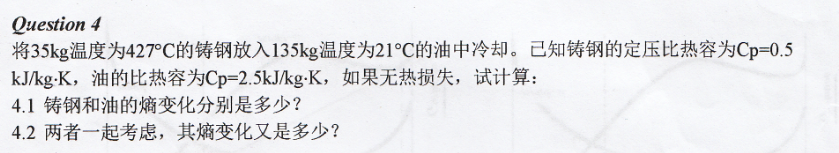 Question 4
将35kg温度为427°C的铸钢放入135kg温度为21°C的油中冷却。已知铸钢的定压比热容为Cp=0.5
kJ/kg·K，油的比热容为Cp=2.5kJ/kg·K，如果无热损失，试计算：
4.1 铸钢和油的熵变化分别是多少？
4.2 两者一起考虑，其熵变化又是多少？